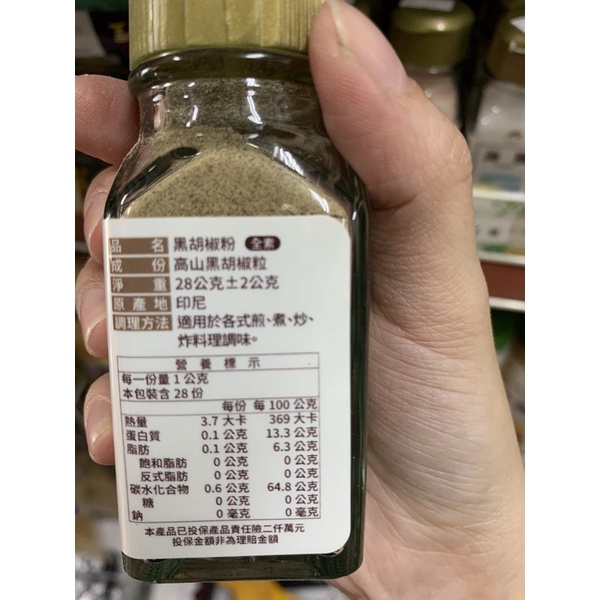 品名 黑胡椒粉 全素
成份 高山黑胡椒粒
淨重 28公克±2公克
原產地 印尼
調理方法 適用於各式煎、煮、炒、
炸料理調味。
營養標示
每一份量 1 公克
本包裝含 28 份
每份 每 100 公克
熱量 3.7 大卡 369 大卡
蛋白質 0.1 公克 13.3 公克
脂肪 0.1 公克 6.3 公克
飽和脂肪 0 公克 0 公克
反式脂肪 0 公克 0 公克
碳水化合物 0.6 公克 64.8 公克
糖 0 公克 0 公克
鈉 0 毫克 0 毫克
本產品已投保產品責任險二仟萬元
投保金額非為理賠金額